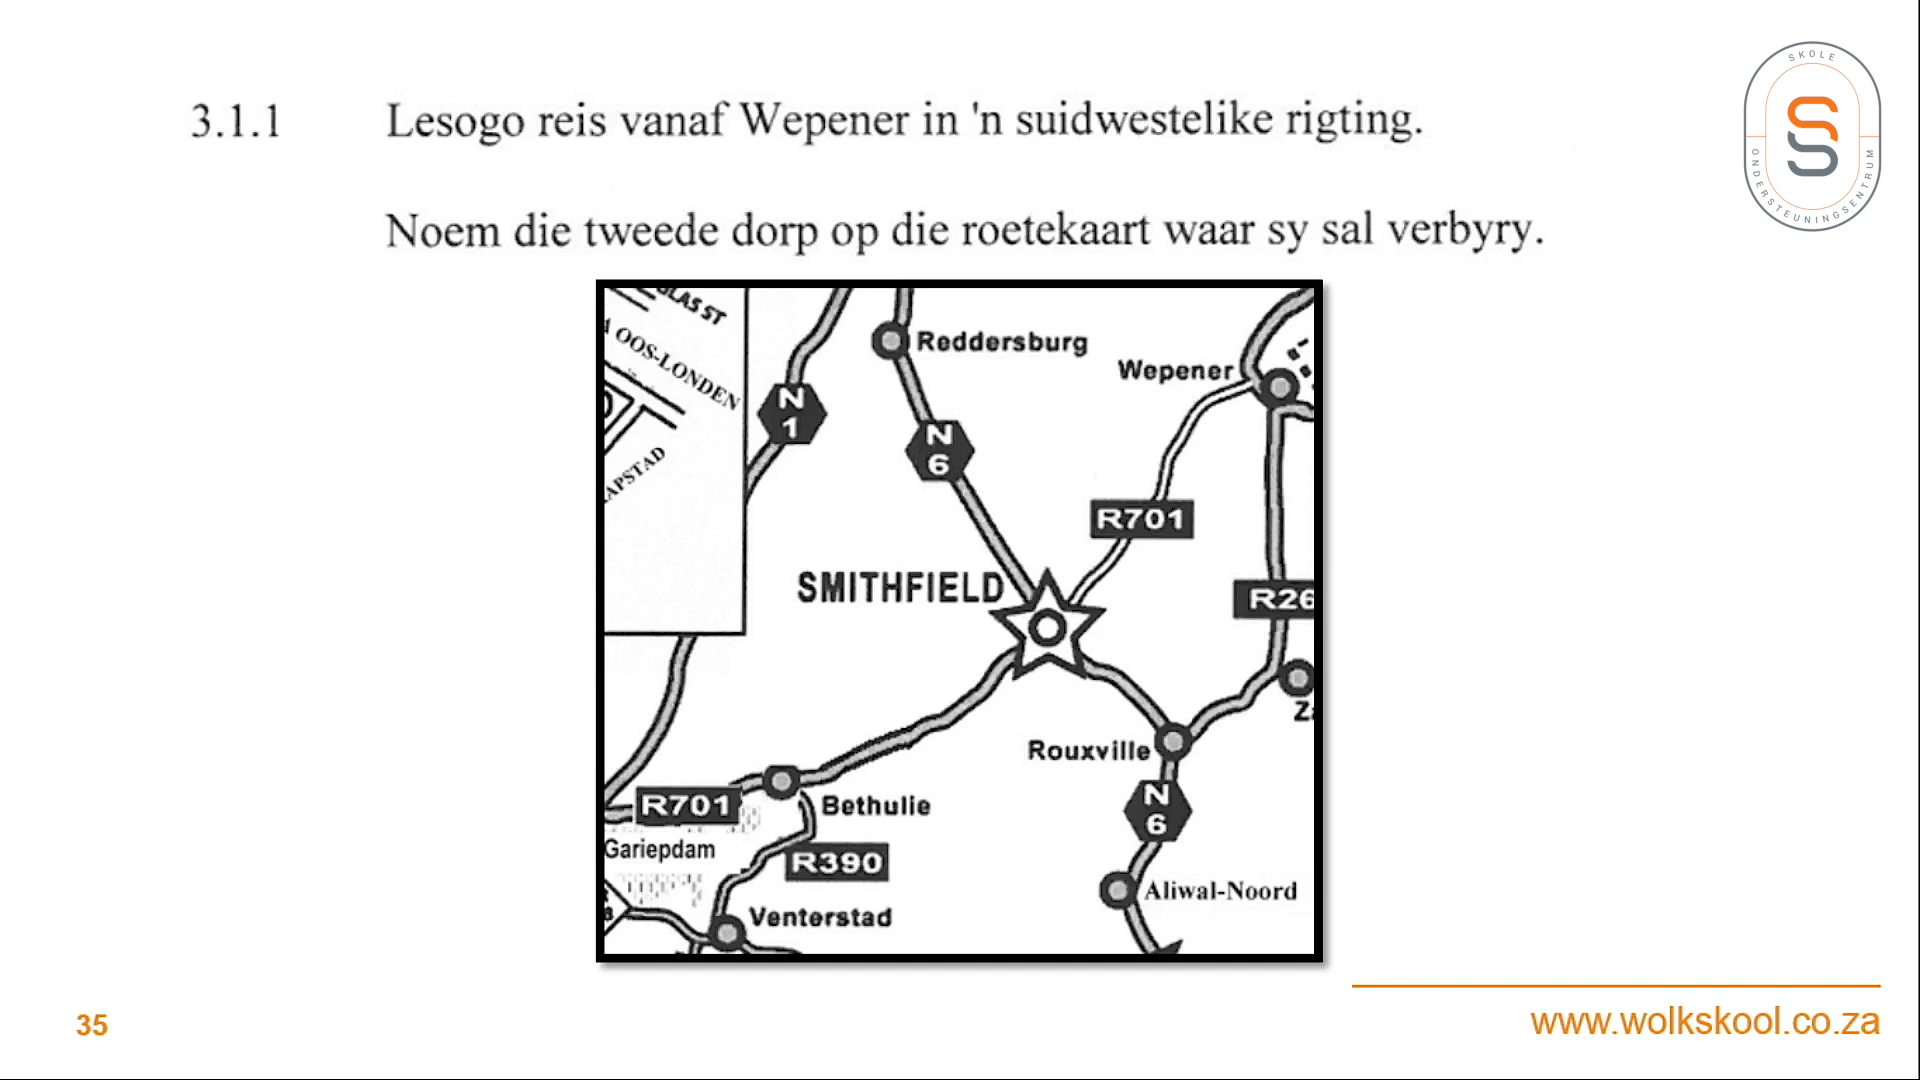 SKOLE
ONDERSTEUNINGSENTRUM
3.1.1 Lesogo reis vanaf Wepener in 'n suidwestelike rigting.
Noem die tweede dorp op die roetekaart waar sy sal verbyry.
OOS-LONDEN
Reddersburg
Wepener
N
1
N
6
R701
SMITHFIELD
R26
Rouxville
R701
Bethulie
N
6
Gariepdam
R390
Aliwal-Noord
Venterstad
35
www.wolkskool.co.za